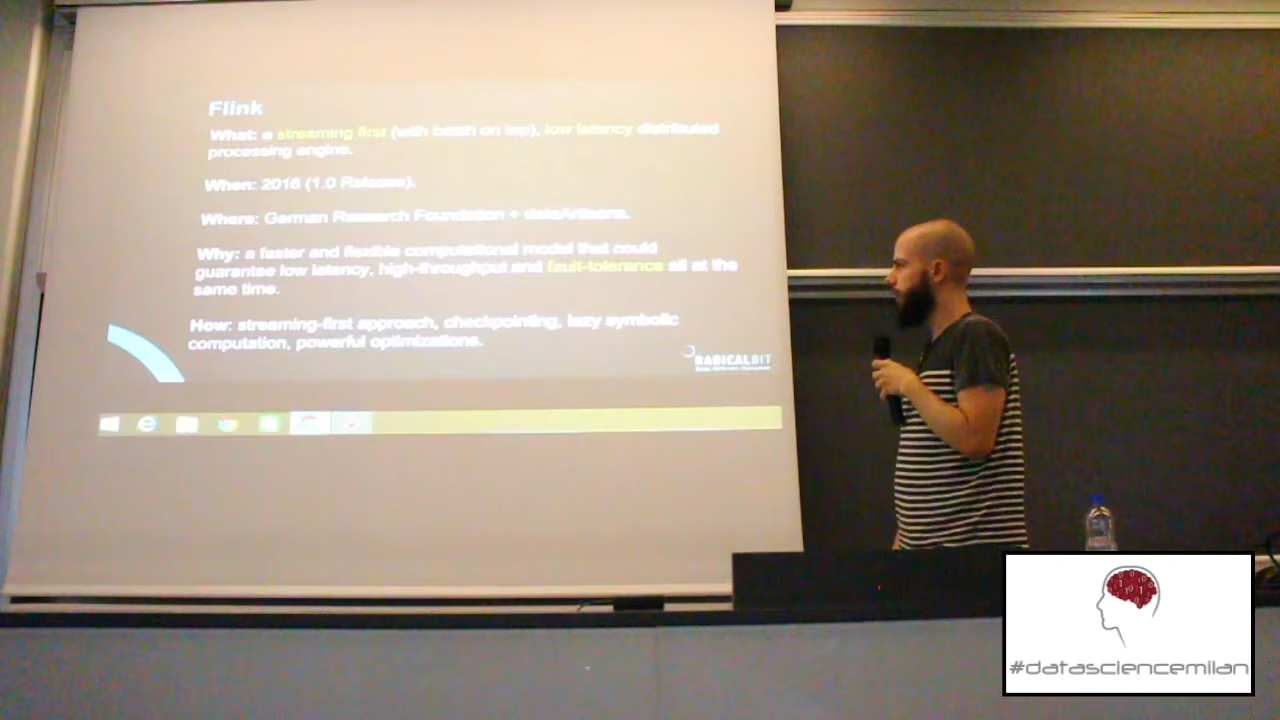 Flink
What: a streaming first (with batch on top), low latency distributed
processing engine.
When: 2016 (1.0 Release).
Where: German Research Foundation + dataArtisans.
Why: a faster and flexible computational model that could
guarantee low latency, high-throughput and fault-tolerance all at the
same time.
How: streaming-first approach, checkpointing, lazy symbolic
computation, powerful optimizations.
RADICALBIT
#datasciencemilan